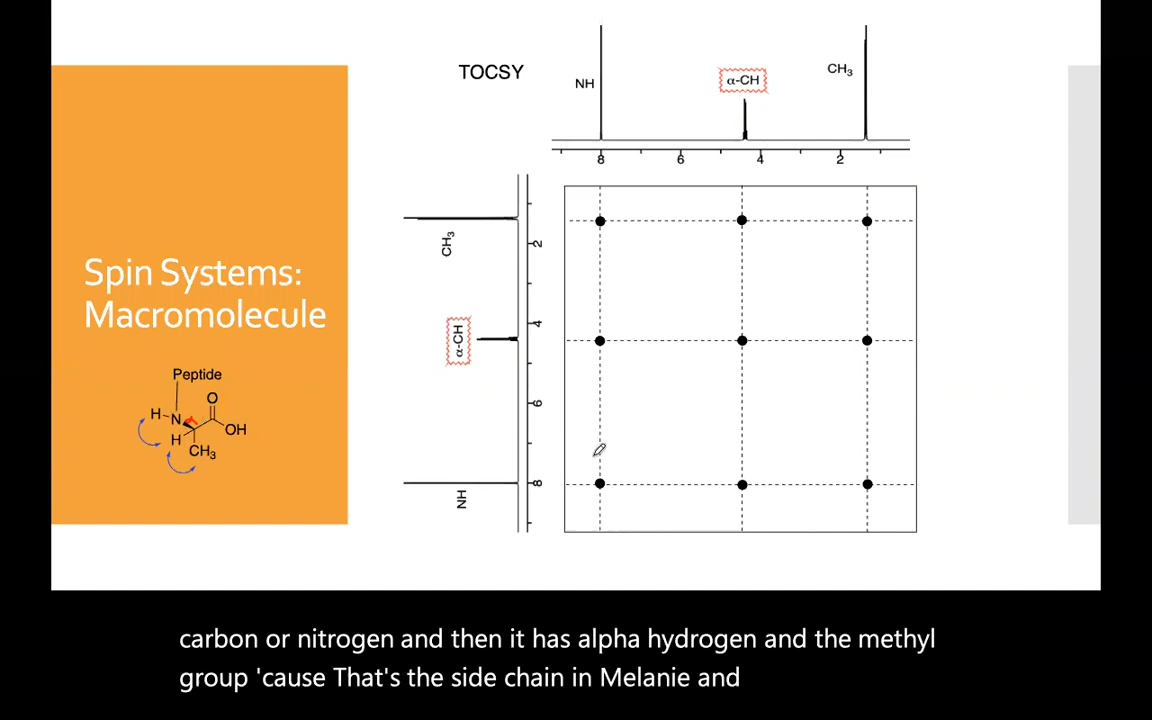 TOCSY
NH
α-CH
CH3
8
6
4
2
CH3
2
α-CH
4
6
8
NH
Spin Systems:
Macromolecule
Peptide
O
H
N
OH
H
CH3
carbon or nitrogen and then it has alpha hydrogen and the methyl
group 'cause That's the side chain in Melanie and